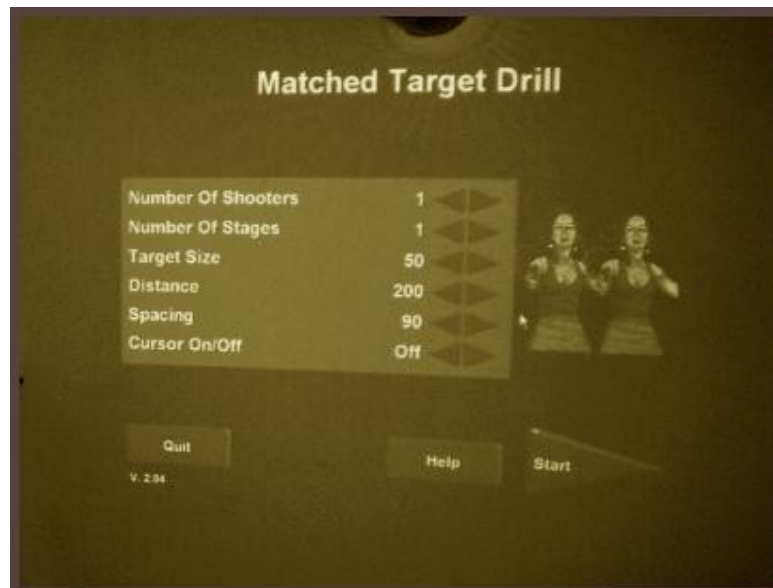 Matched Target Drill
Number Of Shooters 1
Number Of Stages 1
Target Size 50
Distance 200
Spacing 90
Cursor On/Off Off
Quit
Help
Start
V. 2.04